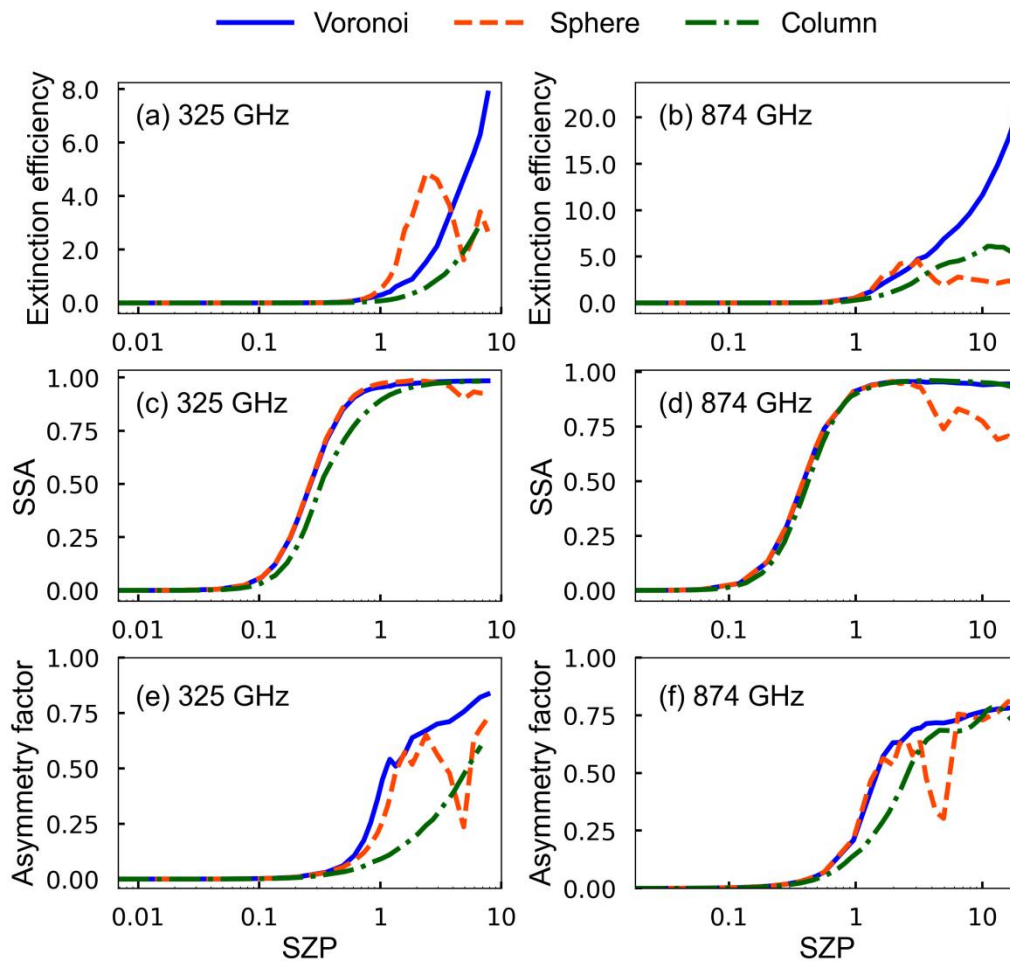 Voronoi Sphere Column
Extinction efficiency
8.0
6.0
4.0
2.0
0.0
(a) 325 GHz
0.01 0.1 1 10
Extinction efficiency
20.0
15.0
10.0
5.0
0.0
(b) 874 GHz
0.1 1 10
SSA
1.00
0.75
0.50
0.25
0.00
(c) 325 GHz
0.01 0.1 1 10
SSA
1.00
0.75
0.50
0.25
0.00
(d) 874 GHz
0.1 1 10
Asymmetry factor
1.00
0.75
0.50
0.25
0.00
(e) 325 GHz
0.01 0.1 1 10
SZP
Asymmetry factor
1.00
0.75
0.50
0.25
0.00
(f) 874 GHz
0.1 1 10
SZP